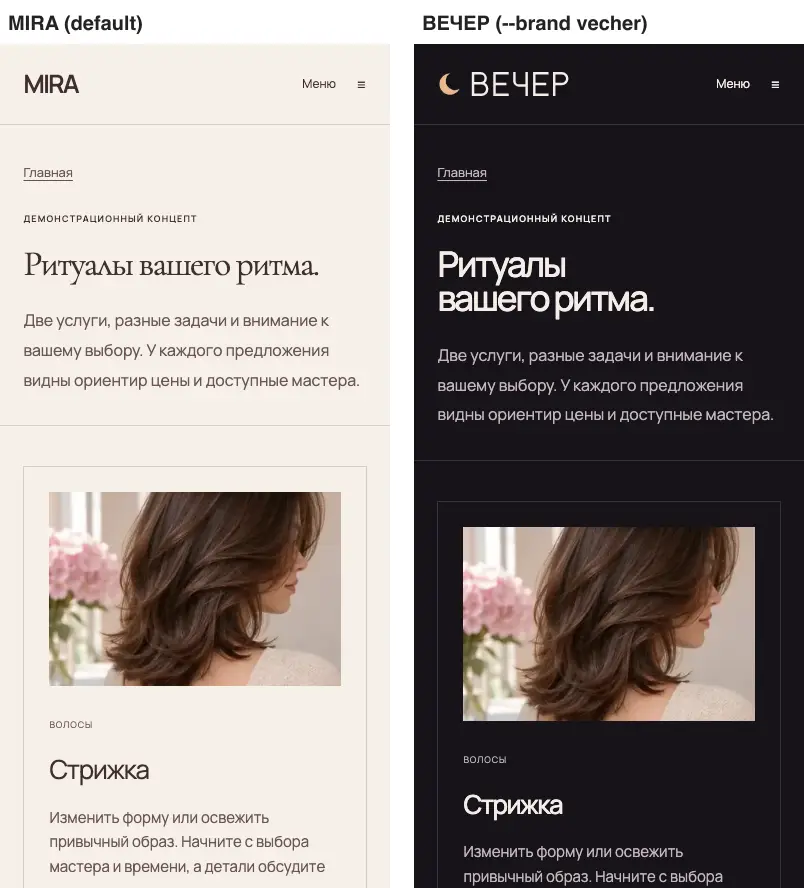 MIRA (default)
MIRA
Меню ≡
Главная
ДЕМОНСТРАЦИОННЫЙ КОНЦЕПТ
Ритуалы вашего ритма.
Две услуги, разные задачи и внимание к
вашему выбору. У каждого предложения
видны ориентир цены и доступные мастера.
ВОЛОСЫ
Стрижка
Изменить форму или освежить
привычный образ. Начните с выбора
мастера и времени, а детали обсудите
ВЕЧЕР (--brand vecher)
ВЕЧЕР
Меню ≡
Главная
ДЕМОНСТРАЦИОННЫЙ КОНЦЕПТ
Ритуалы
вашего ритма.
Две услуги, разные задачи и внимание к
вашему выбору. У каждого предложения
видны ориентир цены и доступные мастера.
ВОЛОСЫ
Стрижка
Изменить форму или освежить
привычный образ. Начните с выбора